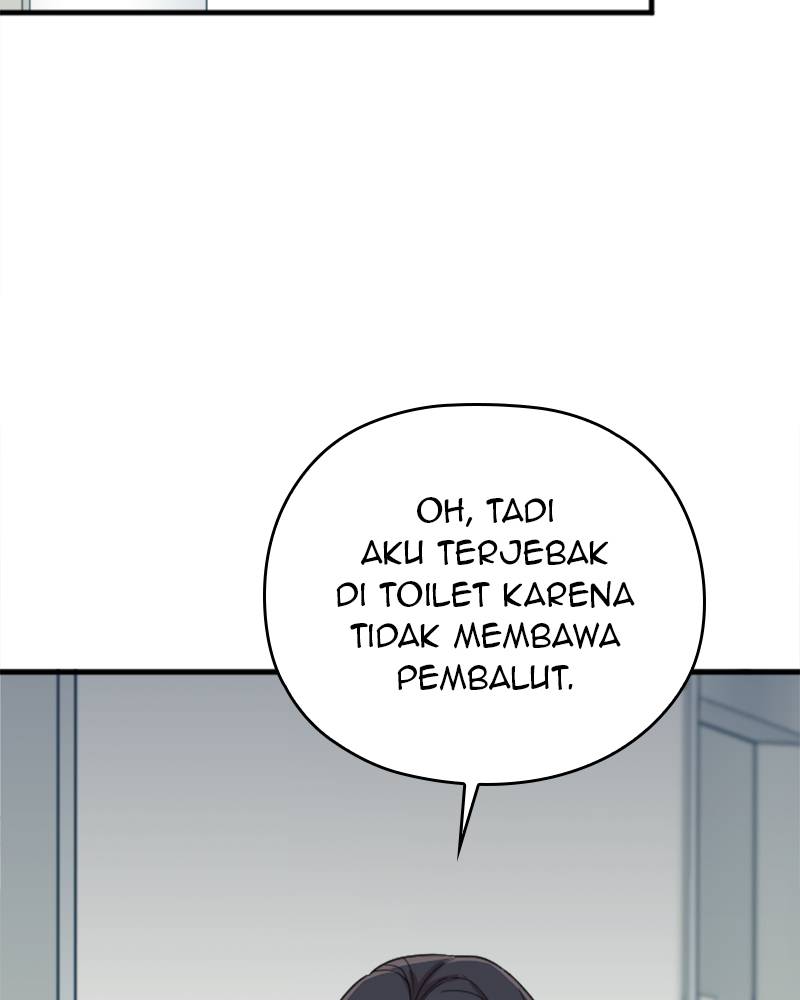 OH, TADI
AKU TERJEBAK
DI TOILET KARENA
TIDAK MEMBAWA
PEMBALUT.